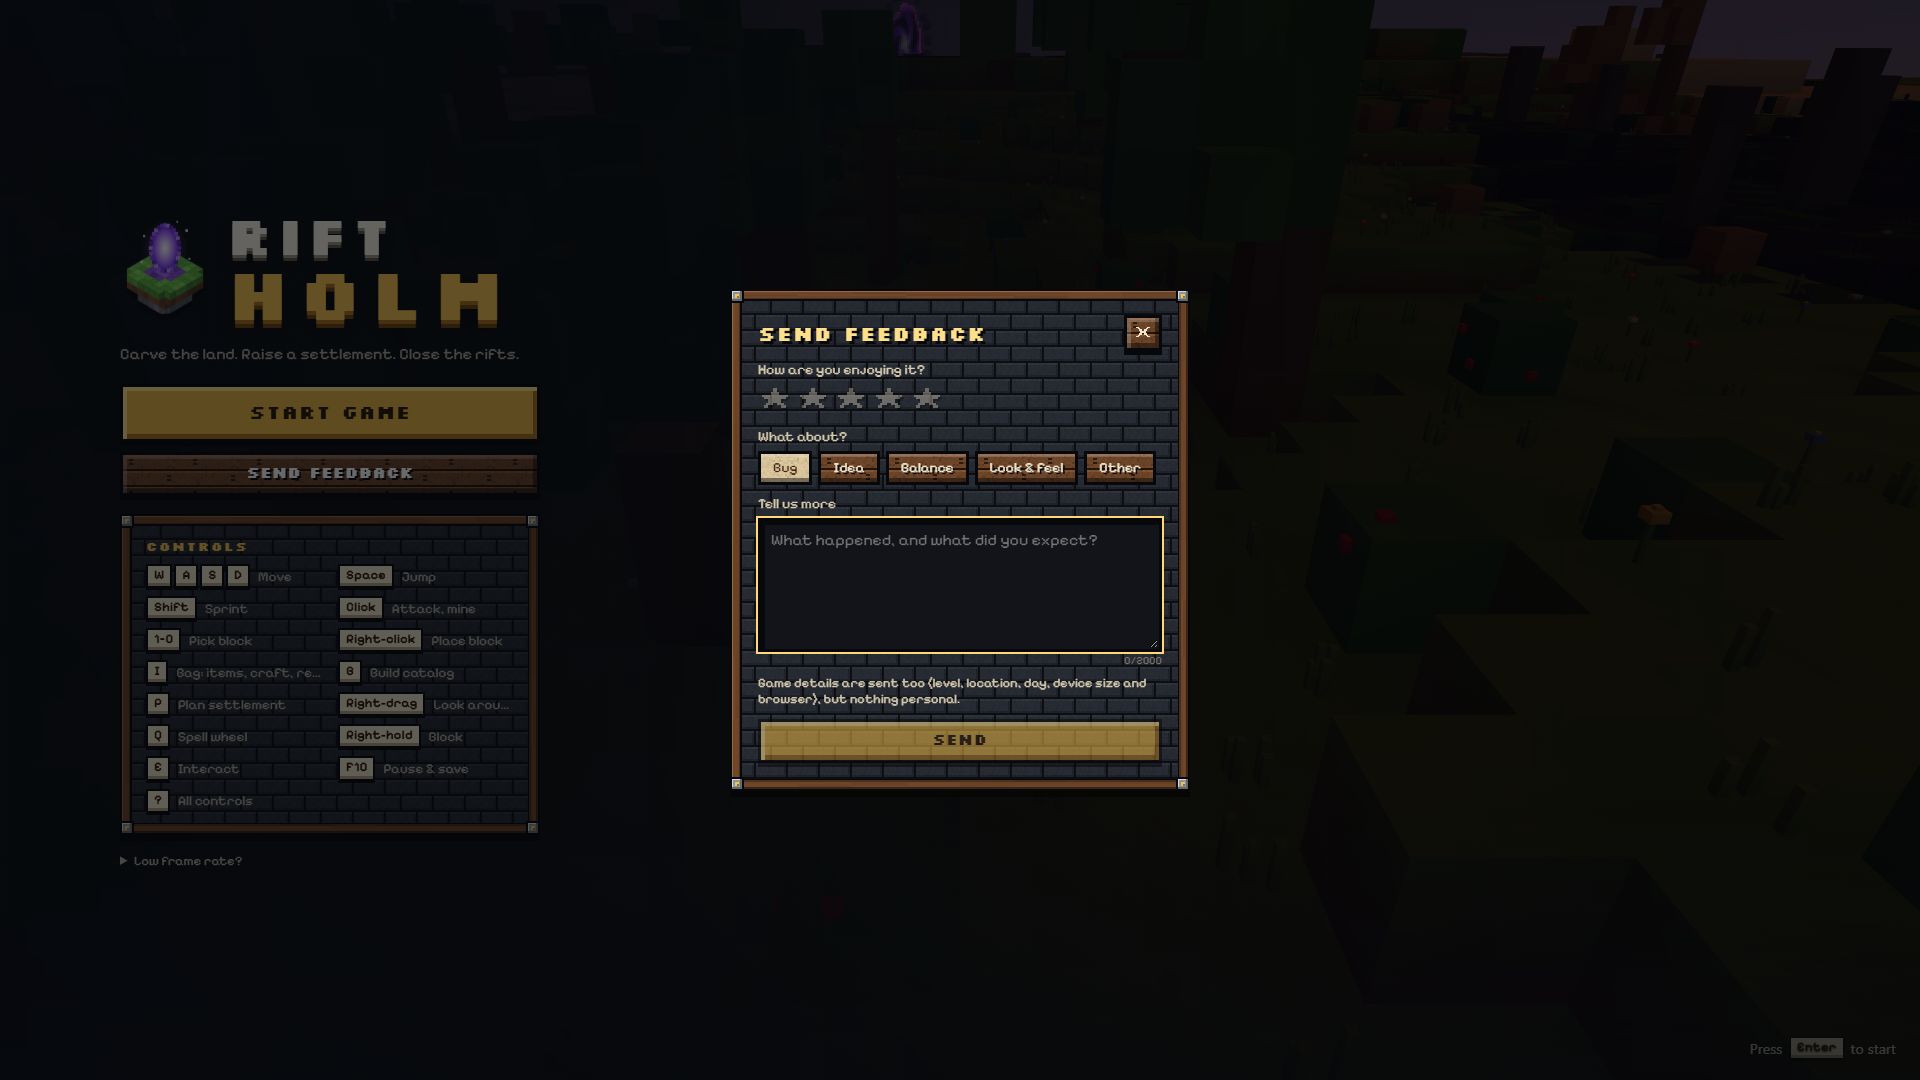 RIFT
HOLM
Carve the land. Raise a settlement. Close the rifts.
START GAME
SEND FEEDBACK
CONTROLS
W A S D Move Space Jump
Shift Sprint Click Attack, mine
1-0 Pick block Right-click Place block
I Bag: items, craft, re... B Build catalog
P Plan settlement Right-drag Look arou...
Q Spell wheel Right-hold Block
E Interact F10 Pause & save
? All controls
Low frame rate?
SEND FEEDBACK
How are you enjoying it?
What about?
Bug Idea Balance Look & feel Other
Tell us more
What happened, and what did you expect?
0/2000
Game details are sent too (level, location, day, device size and
browser), but nothing personal.
SEND
Press Enter to start